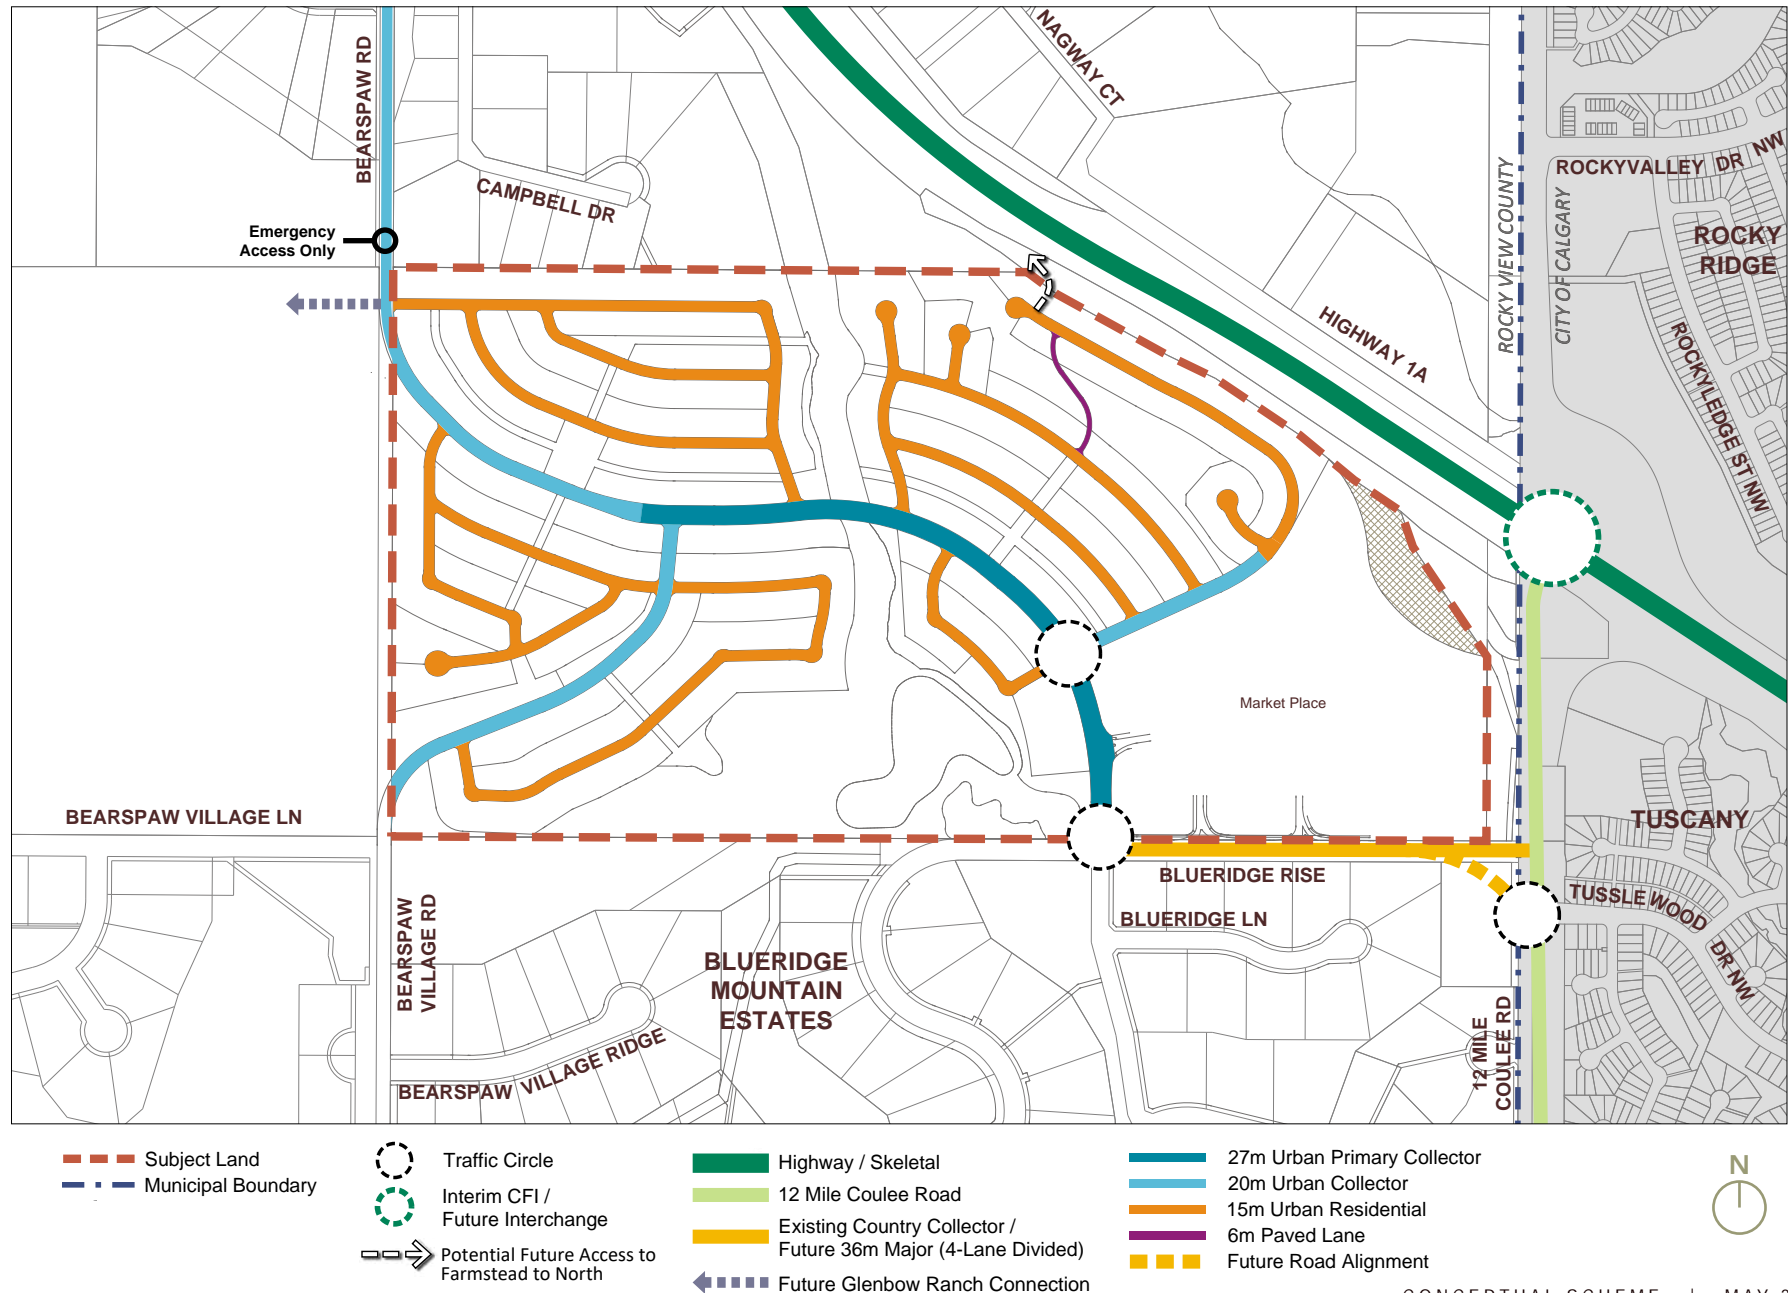 BEARSPAW RD
NAGWAY CT
CAMPBELL DR
Emergency
Access Only
ROCKYVALLEY DR NW
ROCKY VIEW COUNTY
CITY OF CALGARY
ROCKY
RIDGE
HIGHWAY 1A
ROCKYLEDGE ST NW
Market Place
BEARSPAW VILLAGE LN
TUSCANY
BLUERIDGE RISE
BLUERIDGE LN
TUSSLEWOOD DR NW
BEARSPAW
VILLAGE RD
BLUERIDGE
MOUNTAIN
ESTATES
BEARSPAW VILLAGE RIDGE
12 MILE
COULEE RD
Subject Land
Municipal Boundary
Traffic Circle
Interim CFI /
Future Interchange
Potential Future Access to
Farmstead to North
Highway / Skeletal
12 Mile Coulee Road
Existing Country Collector /
Future 36m Major (4-Lane Divided)
Future Glenbow Ranch Connection
27m Urban Primary Collector
20m Urban Collector
15m Urban Residential
6m Paved Lane
Future Road Alignment
N
CONCEPTUAL SCHEME | MAY